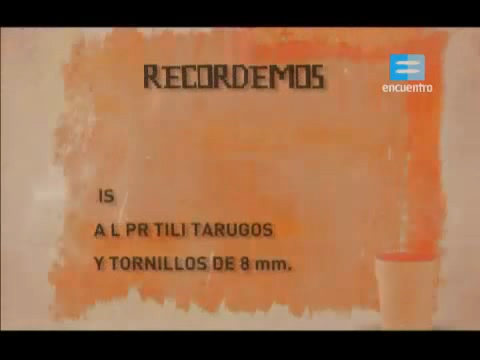 RECORDEMOS
encuentro
IS
A L PR TILI TARUGOS
Y TORNILLOS DE 8 mm.